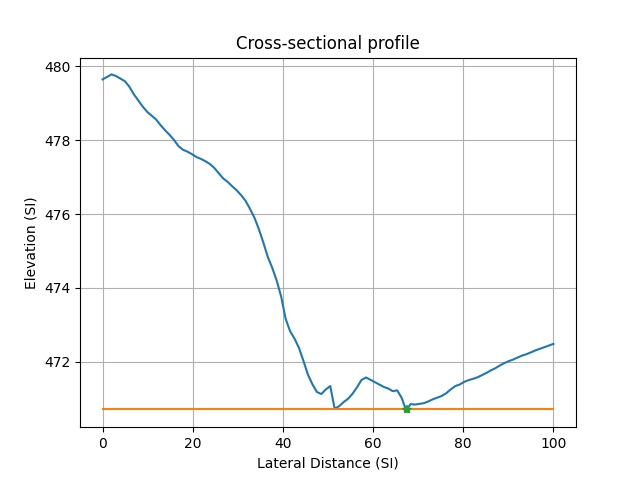 Cross-sectional profile
480
478
476
474
472
Elevation (SI)
0 20 40 60 80 100
Lateral Distance (SI)